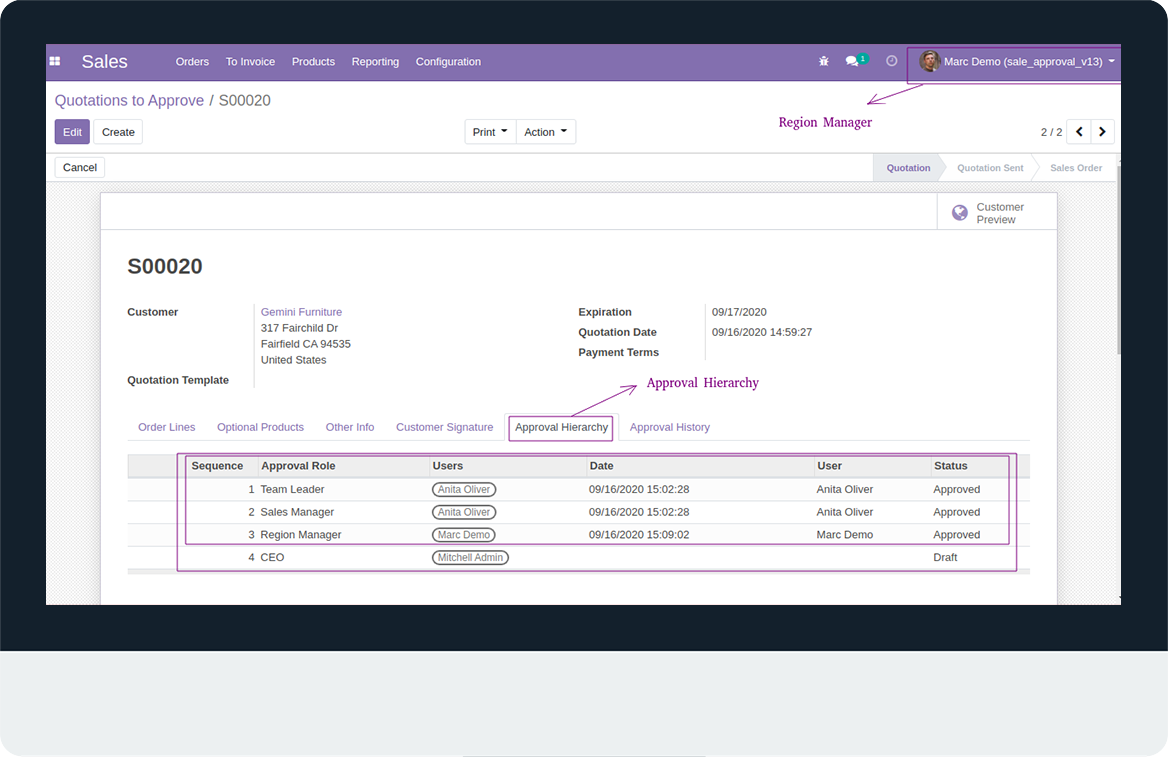 Sales Orders To Invoice Products Reporting Configuration 1 Marc Demo (sale_approval_v13)
Quotations to Approve / S00020
Region Manager
Edit Create Print Action 2 / 2
Cancel Quotation Quotation Sent Sales Order
Customer
Preview
S00020
Customer Gemini Furniture Expiration 09/17/2020
317 Fairchild Dr Quotation Date 09/16/2020 14:59:27
Fairfield CA 94535 Payment Terms
United States
Quotation Template
Approval Hierarchy
Order Lines Optional Products Other Info Customer Signature Approval Hierarchy Approval History
Sequence Approval Role Users Date User Status
1 Team Leader Anita Oliver 09/16/2020 15:02:28 Anita Oliver Approved
2 Sales Manager Anita Oliver 09/16/2020 15:02:28 Anita Oliver Approved
3 Region Manager Marc Demo 09/16/2020 15:09:02 Marc Demo Approved
4 CEO Mitchell Admin Draft